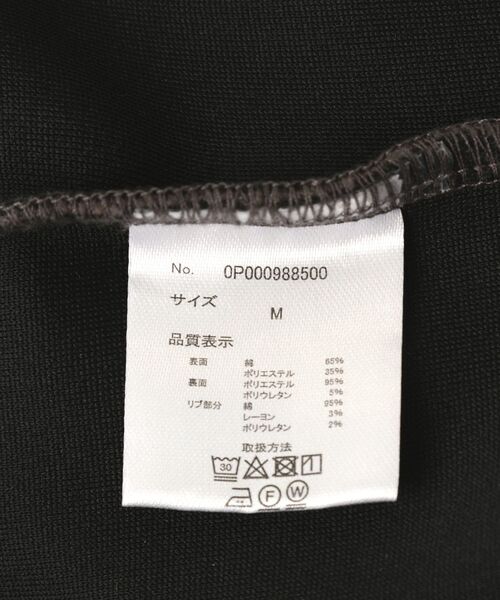 No. 0P000988500
サイズ
M
品質表示
表面 綿 65%
ポリエステル 35%
裏面 ポリエステル 95%
ポリウレタン 5%
リブ部分 綿 95%
レーヨン 3%
ポリウレタン 2%
取扱方法
30
F W